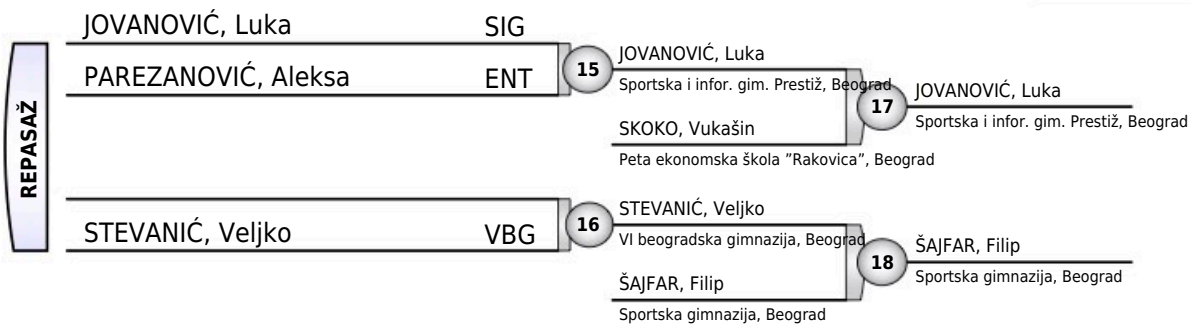 REPASAŽ
JOVANOVIĆ, Luka SIG
PAREZANOVIĆ, Aleksa ENT
STEVANIĆ, Veljko VBG
15
JOVANOVIĆ, Luka
Sportska i infor. gim. Prestiž, Beograd
SKOKO, Vukašin
Peta ekonomska škola ”Rakovica”, Beograd
16
STEVANIĆ, Veljko
VI beogradska gimnazija, Beograd
ŠAJFAR, Filip
Sportska gimnazija, Beograd
17
JOVANOVIĆ, Luka
Sportska i infor. gim. Prestiž, Beograd
18
ŠAJFAR, Filip
Sportska gimnazija, Beograd